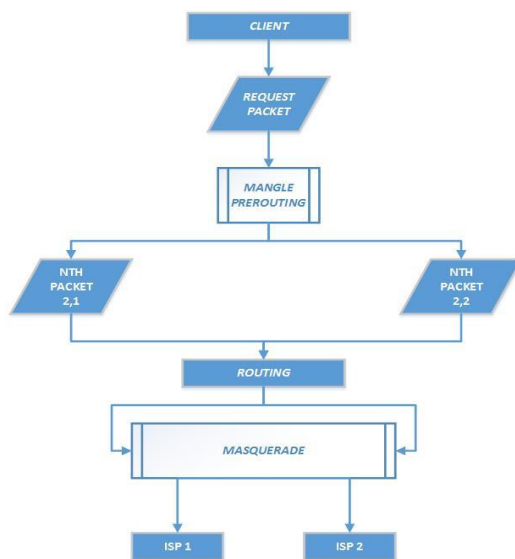 CLIENT
REQUEST
PACKET
MANGLE
PREROUTING
NTH
PACKET
2,1
NTH
PACKET
2,2
ROUTING
MASQUERADE
ISP 1
ISP 2